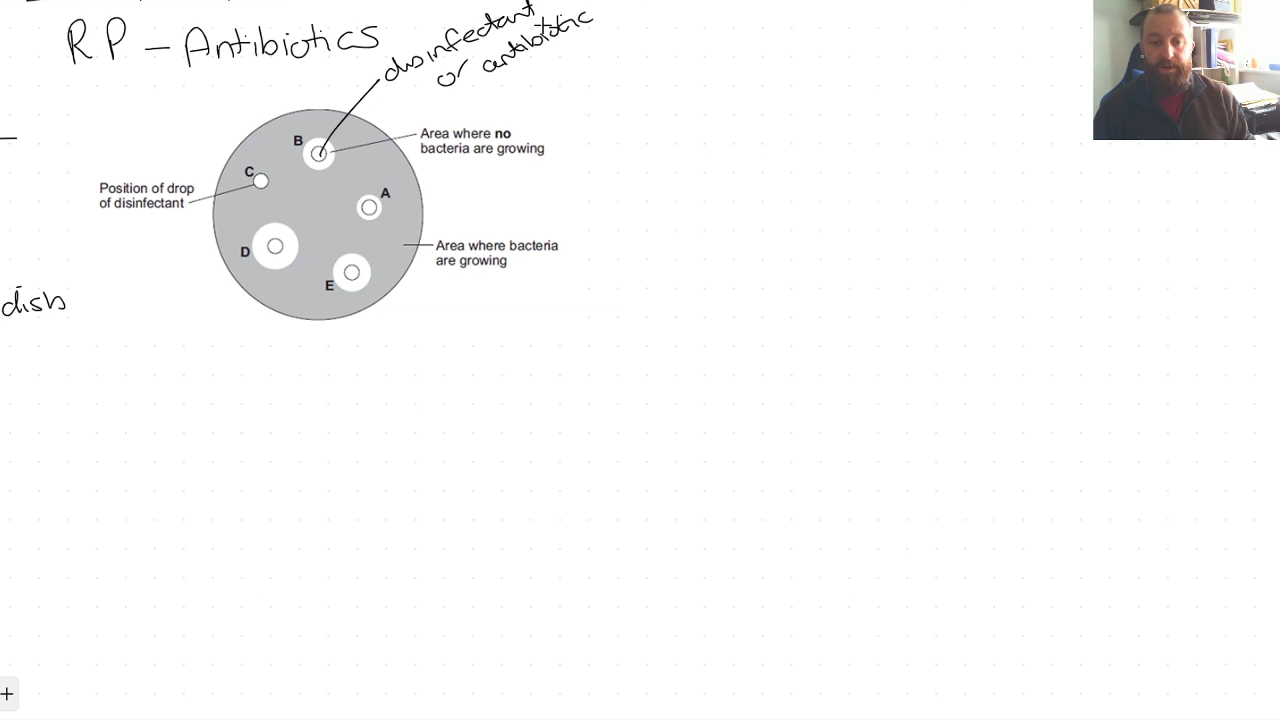 RP - Antibiotics
disinfectant
or antibiotic
B
Area where no
bacteria are growing
C
Position of drop
of disinfectant
A
D
Area where bacteria
are growing
E
dish
+